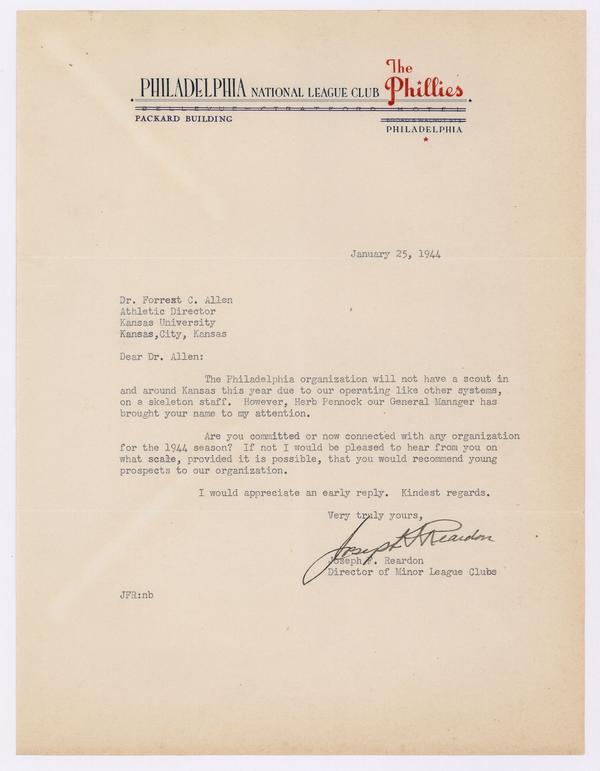 The
PHILADELPHIA NATIONAL LEAGUE CLUB Phillies
BELLEVUE-STRATFORD HOTEL
PACKARD BUILDING
PHILADELPHIA
January 25, 1944
Dr. Forrest C. Allen
Athletic Director
Kansas University
Kansas,City, Kansas
Dear Dr. Allen:
The Philadelphia organization will not have a scout in
and around Kansas this year due to our operating like other systems,
on a skeleton staff. However, Herb Pennock our General Manager has
brought your name to my attention.
Are you committed or now connected with any organization
for the 1944 season? If not I would be pleased to hear from you on
what scale, provided it is possible, that you would recommend young
prospects to our organization.
I would appreciate an early reply. Kindest regards.
Very truly yours,
Joseph F. Reardon
Joseph F. Reardon
Director of Minor League Clubs
JFR:nb